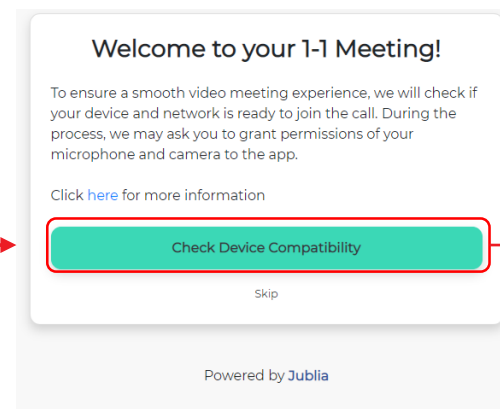 Welcome to your 1-1 Meeting!
To ensure a smooth video meeting experience, we will check if
your device and network is ready to join the call. During the
process, we may ask you to grant permissions of your
microphone and camera to the app.
Click here for more information
Check Device Compatibility
Skip
Powered by Jublia